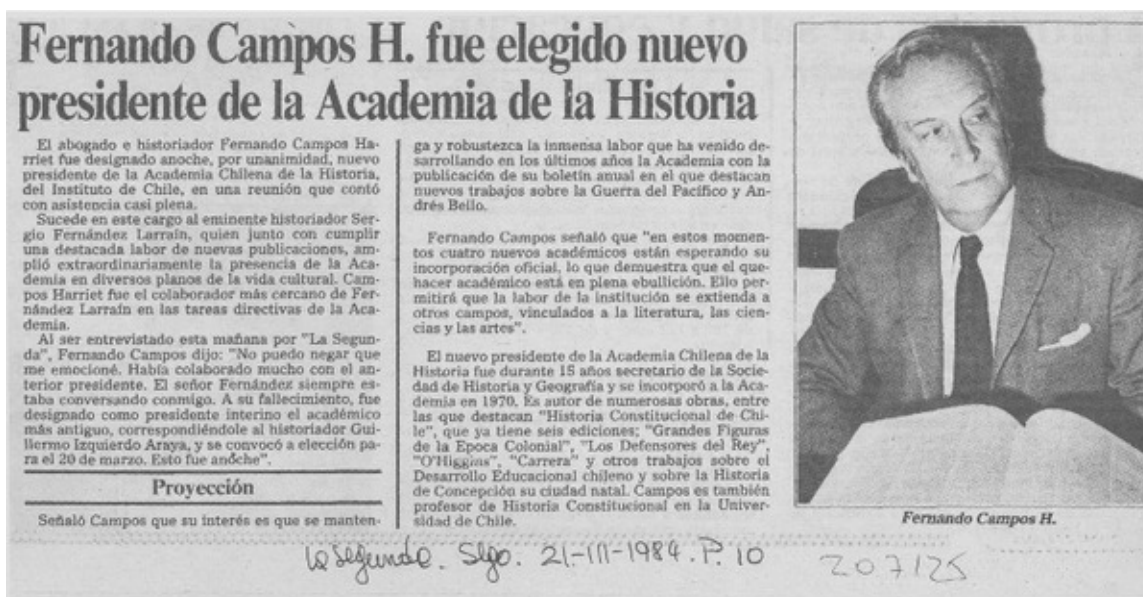 Fernando Campos H. fue elegido nuevo
presidente de la Academia de la Historia
El abogado e historiador Fernando Campos Ha-
rriet fue designado anoche, por unanimidad, nuevo
presidente de la Academia Chilena de la Historia,
del Instituto de Chile, en una reunión que contó
con asistencia casi plena.
Sucede en este cargo al eminente historiador Ser-
gio Fernández Larraín, quien junto con cumplir
una destacada labor de nuevas publicaciones, am-
plió extraordinariamente la presencia de la Aca-
demia en diversos planos de la vida cultural. Cam-
pos Harriet fue el colaborador más cercano de Fer-
nández Larraín en las tareas directivas de la Aca-
demia.
Al ser entrevistado esta mañana por "La Segun-
da", Fernando Campos dijo: "No puedo negar que
me emocioné. Había colaborado mucho con el an-
terior presidente. El señor Fernández siempre es-
taba conversando conmigo. A su fallecimiento, fue
designado como presidente interino el académico
más antiguo, correspondiéndole al historiador Gui-
llermo Izquierdo Araya, y se convocó a elección pa-
ra el 20 de marzo. Esto fue anoche".
Proyección
Señaló Campos que su interés es que se manten-
ga y robustezca la inmensa labor que ha venido de-
sarrollando en los últimos años la Academia con la
publicación de su boletín anual en el que destacan
nuevos trabajos sobre la Guerra del Pacífico y An-
drés Bello.
Fernando Campos señaló que "en estos momen-
tos cuatro nuevos académicos están esperando su
incorporación oficial, lo que demuestra que el que-
hacer académico está en plena ebullición. Ello per-
mitirá que la labor de la institución se extienda a
otros campos, vinculados a la literatura, las cien-
cias y las artes".
El nuevo presidente de la Academia Chilena de la
Historia fue durante 15 años secretario de la Socie-
dad de Historia y Geografía y se incorporó a la Aca-
demia en 1970. Es autor de numerosas obras, entre
las que destacan "Historia Constitucional de Chi-
le", que ya tiene seis ediciones; "Grandes Figuras
de la Epoca Colonial", "Los Defensores del Rey",
"O'Higgins", "Carrera" y otros trabajos sobre el
Desarrollo Educacional chileno y sobre la Historia
de Concepción su ciudad natal. Campos es también
profesor de Historia Constitucional en la Univer-
sidad de Chile.
Fernando Campos H.
La Segunda. Stgo. 21-III-1984. P. 10
207125